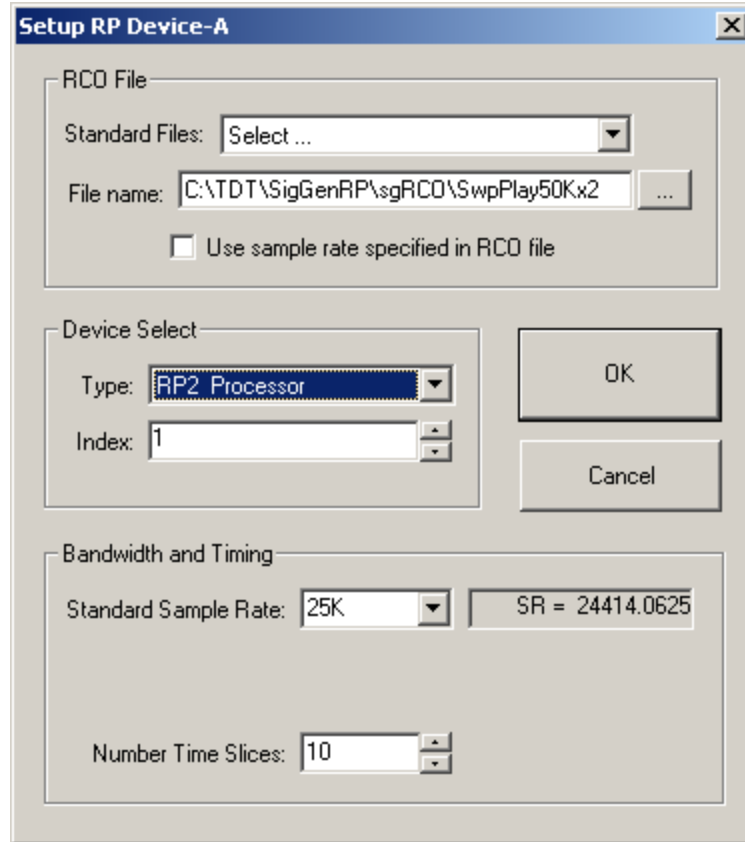 Setup RP Device-A
RCO File
Standard Files: Select ...
File name: C:\TDT\SigGenRP\sgRCO\SwpPlay50Kx2 ...
Use sample rate specified in RCO file
Device Select
Type: RP2 Processor
Index: 1
OK
Cancel
Bandwidth and Timing
Standard Sample Rate: 25K SR = 24414.0625
Number Time Slices: 10